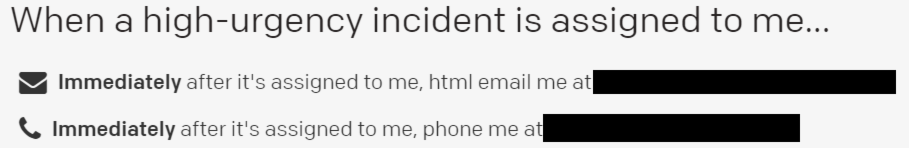 When a high-urgency incident is assigned to me...
Immediately after it's assigned to me, html email me at
Immediately after it's assigned to me, phone me at